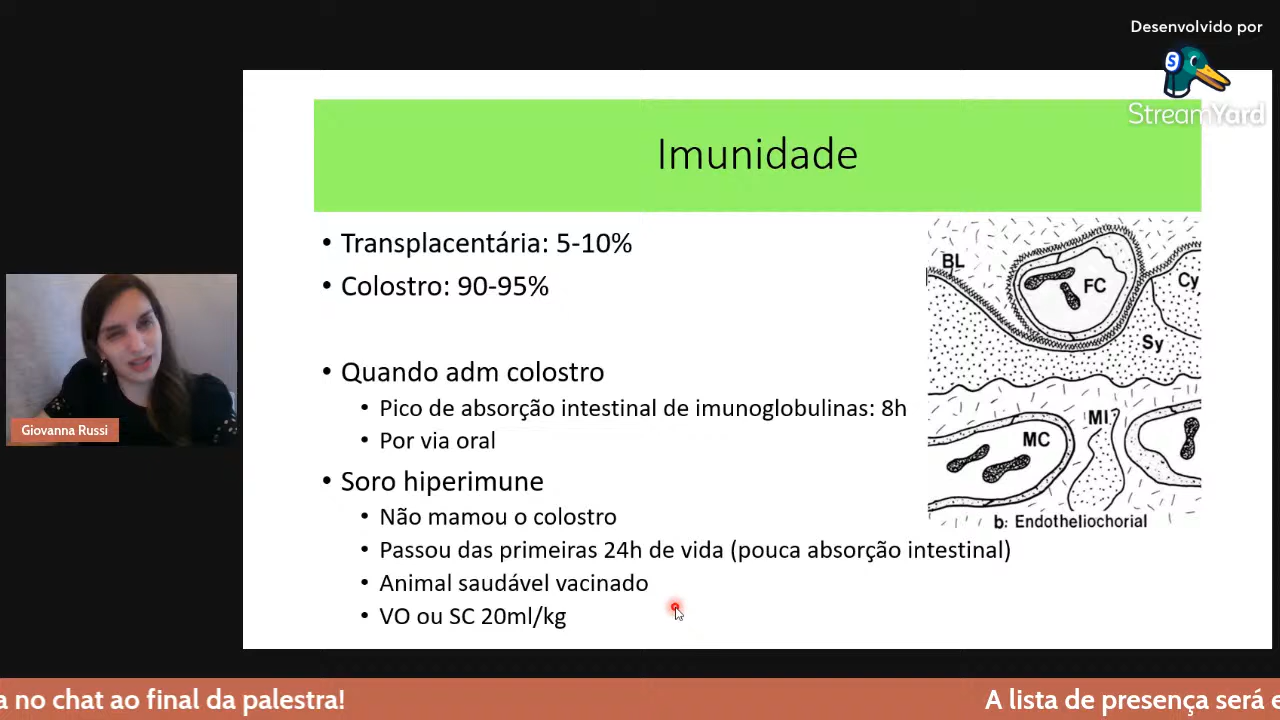 Desenvolvido por
StreamYard
Imunidade
• Transplacentária: 5-10%
• Colostro: 90-95%
• Quando adm colostro
• Pico de absorção intestinal de imunoglobulinas: 8h
• Por via oral
• Soro hiperimune
• Não mamou o colostro
• Passou das primeiras 24h de vida (pouca absorção intestinal)
• Animal saudável vacinado
• VO ou SC 20ml/kg
BL
FC
Cy
Sy
MI?
MC
b: Endotheliochorial
Giovanna Russi
a no chat ao final da palestra!
A lista de presença será e